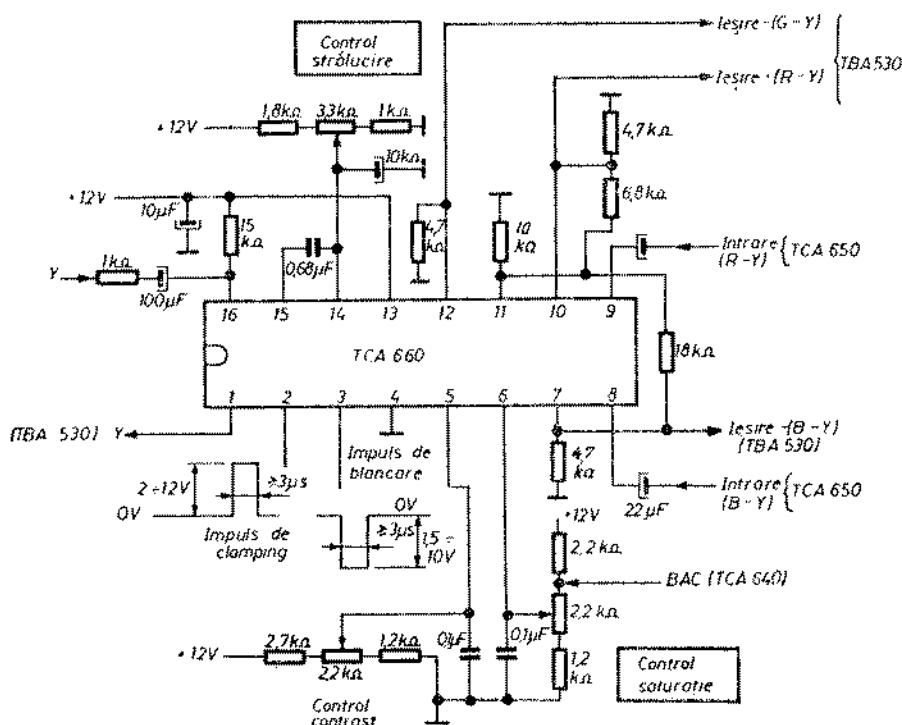 Control
strălucire
Ieșire -(G-Y)
TBA530
Ieșire -(R-Y)
+12V
1,8kΩ
3,3kΩ
1kΩ
10kΩ
4,7kΩ
6,8kΩ
+12V
10µF
15
kΩ
0,68µF
4,7
kΩ
10
kΩ
Intrare
(R-Y)
TCA 650
Y
1kΩ
100µF
16
15
14
13
12
11
10
9
TCA 660
18kΩ
1
2
3
4
5
6
7
8
(TBA 530) Y
Impuls de
blancare
4,7
kΩ
Ieșire -(B-Y)
(TBA 530)
2÷12V
≥3µs
0V
Impuls de
clamping
0V
≥3µs
1,5÷
10V
22µF
Intrare
(B-Y)
TCA 650
+12V
2,2kΩ
BAC (TCA 640)
2,2kΩ
1,2
kΩ
+12V
2,7kΩ
2,2kΩ
1,2kΩ
0,1µF
0,1µF
Control
contrast
Control
saturație